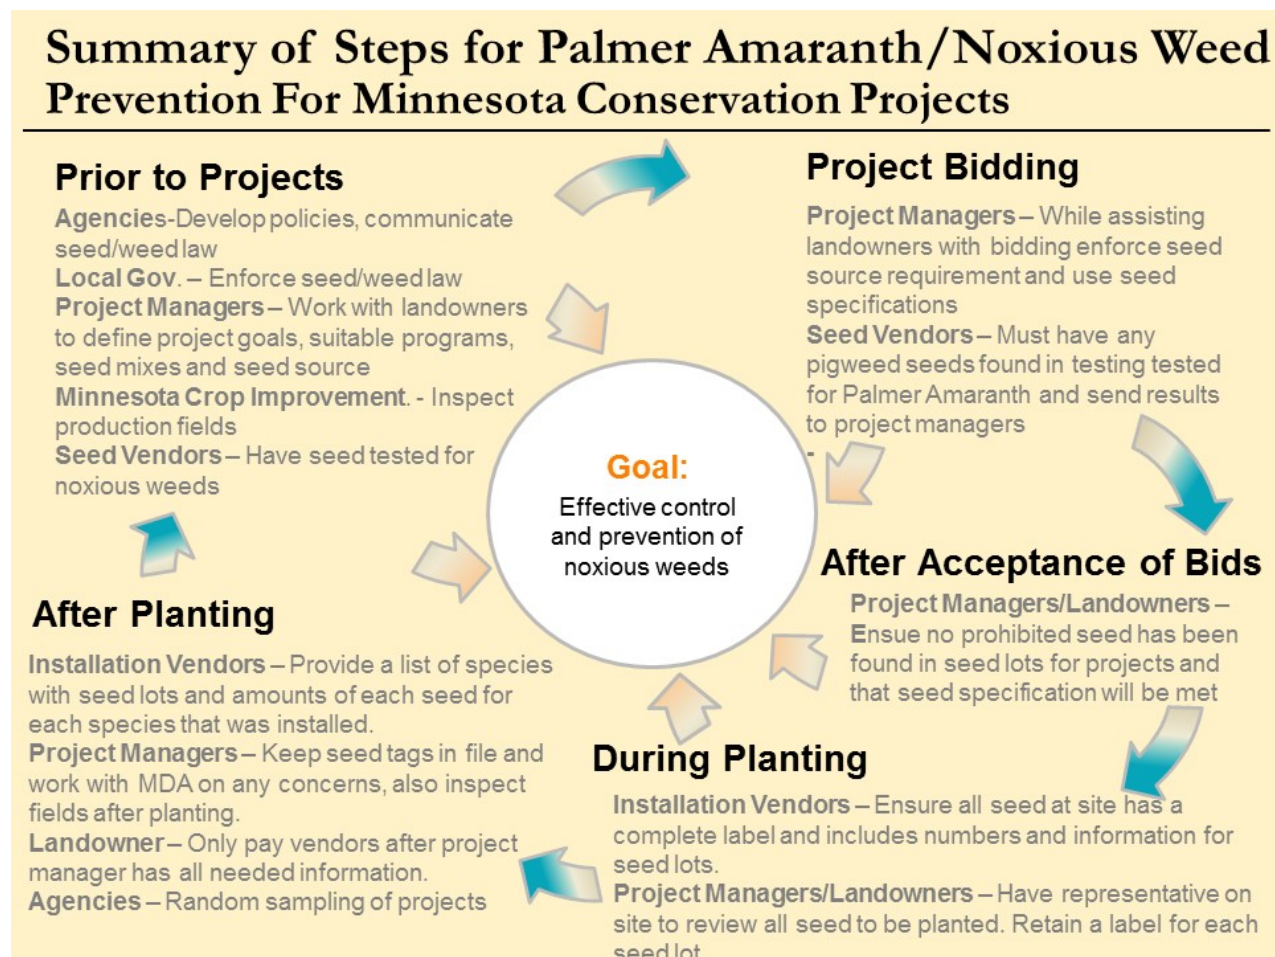 Summary of Steps for Palmer Amaranth/Noxious Weed
Prevention For Minnesota Conservation Projects
Prior to Projects
Agencies-Develop policies, communicate
seed/weed law
Local Gov. – Enforce seed/weed law
Project Managers – Work with landowners
to define project goals, suitable programs,
seed mixes and seed source
Minnesota Crop Improvement. - Inspect
production fields
Seed Vendors – Have seed tested for
noxious weeds
Project Bidding
Project Managers – While assisting
landowners with bidding enforce seed
source requirement and use seed
specifications
Seed Vendors – Must have any
pigweed seeds found in testing tested
for Palmer Amaranth and send results
to project managers
-
Goal:
Effective control
and prevention of
noxious weeds
After Acceptance of Bids
Project Managers/Landowners –
Ensue no prohibited seed has been
found in seed lots for projects and
that seed specification will be met
During Planting
Installation Vendors – Ensure all seed at site has a
complete label and includes numbers and information for
seed lots.
Project Managers/Landowners – Have representative on
site to review all seed to be planted. Retain a label for each
seed lot
After Planting
Installation Vendors – Provide a list of species
with seed lots and amounts of each seed for
each species that was installed.
Project Managers – Keep seed tags in file and
work with MDA on any concerns, also inspect
fields after planting.
Landowner – Only pay vendors after project
manager has all needed information.
Agencies – Random sampling of projects